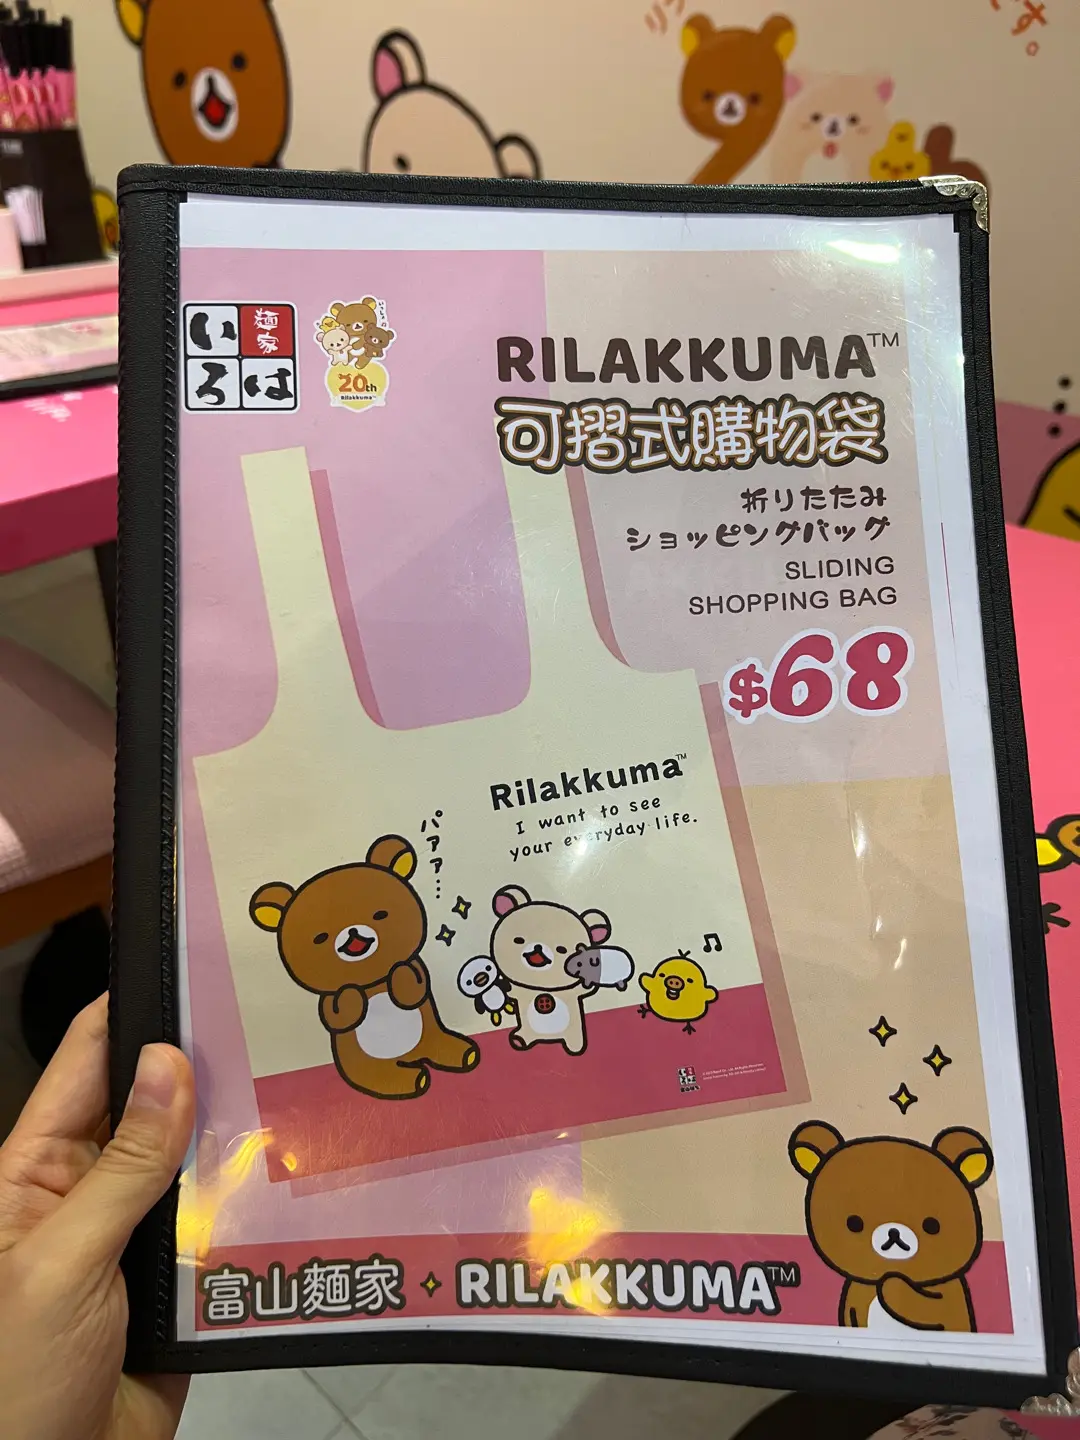 いろは
麺家
20th
Rilakkuma™
RILAKKUMA™
可摺式購物袋
折りたたみ
ショッピングバッグ
SLIDING
SHOPPING BAG
$68
Rilakkuma™
I want to see
your everyday life.
パァァ…
富山麵家 RILAKKUMA™